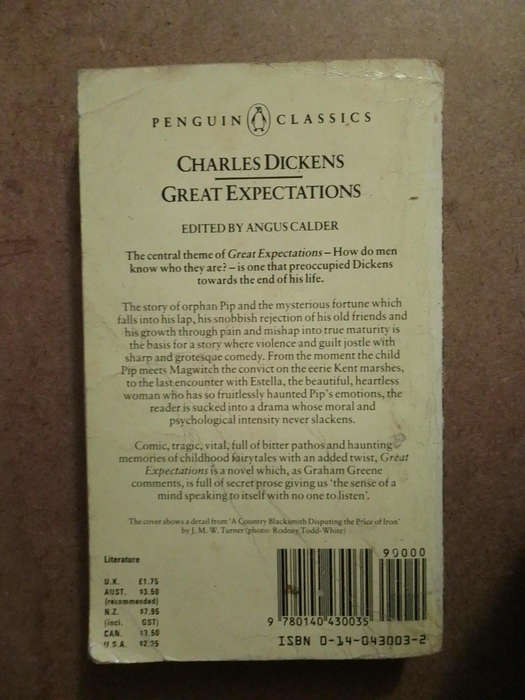 PENGUIN CLASSICS
CHARLES DICKENS
GREAT EXPECTATIONS
EDITED BY ANGUS CALDER
The central theme of Great Expectations – How do men
know who they are? – is one that preoccupied Dickens
towards the end of his life.
The story of orphan Pip and the mysterious fortune which
falls into his lap, his snobbish rejection of his old friends and
his growth through pain and mishap into true maturity is
the basis for a story where violence and guilt jostle with
sharp and grotesque comedy. From the moment the child
Pip meets Magwitch the convict on the eerie Kent marshes,
to the last encounter with Estella, the beautiful, heartless
woman who has so fruitlessly haunted Pip's emotions, the
reader is sucked into a drama whose moral and
psychological intensity never slackens.
Comic, tragic, vital, full of bitter pathos and haunting
memories of childhood fairytales with an added twist, Great
Expectations is a novel which, as Graham Greene
comments, is full of secret prose giving us 'the sense of a
mind speaking to itself with no one to listen'.
The cover shows a detail from 'A Country Blacksmith Disputing the Price of Iron'
by J. M. W. Turner (photo: Rodney Todd-White)
Literature
U.K. £1.75
AUST. $3.50
(recommended)
N.Z. $7.95
(incl. GST)
CAN. $3.50
U.S.A.
90000
9 780140 430035
ISBN 0-14-043003-2